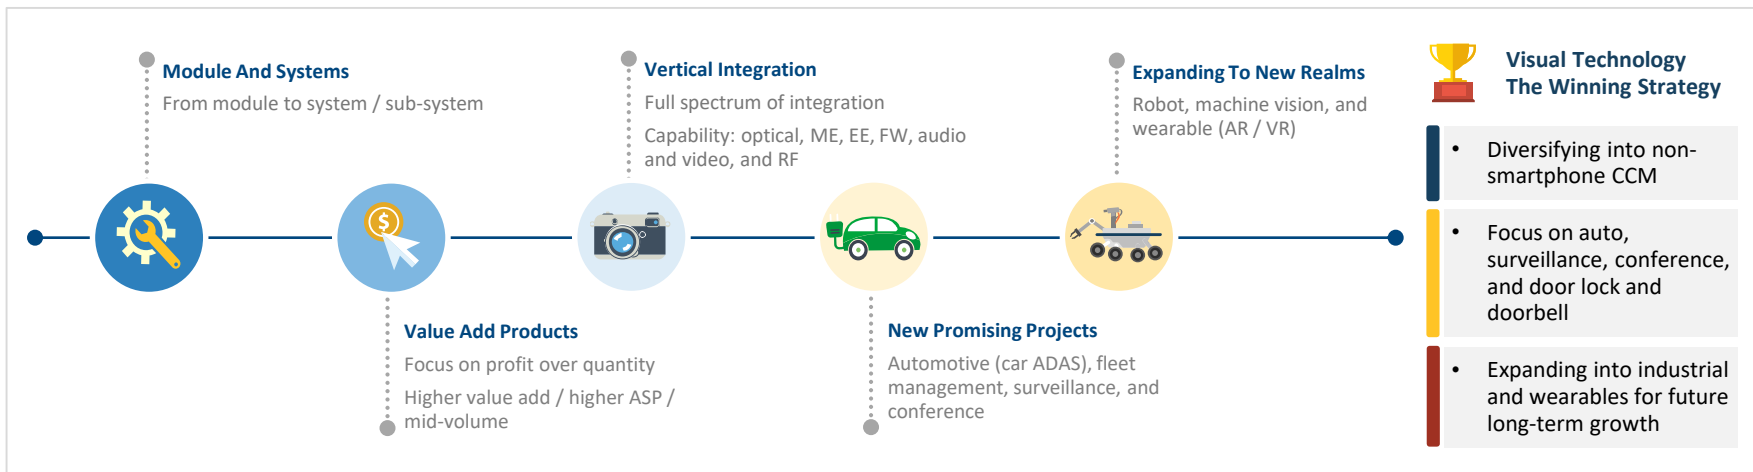 Module And Systems
From module to system / sub-system
$
Value Add Products
Focus on profit over quantity
Higher value add / higher ASP /
mid-volume
Vertical Integration
Full spectrum of integration
Capability: optical, ME, EE, FW, audio
and video, and RF
New Promising Projects
Automotive (car ADAS), fleet
management, surveillance, and
conference
Expanding To New Realms
Robot, machine vision, and
wearable (AR / VR)
Visual Technology
The Winning Strategy
• Diversifying into non-
smartphone CCM
• Focus on auto,
surveillance, conference,
and door lock and
doorbell
• Expanding into industrial
and wearables for future
long-term growth